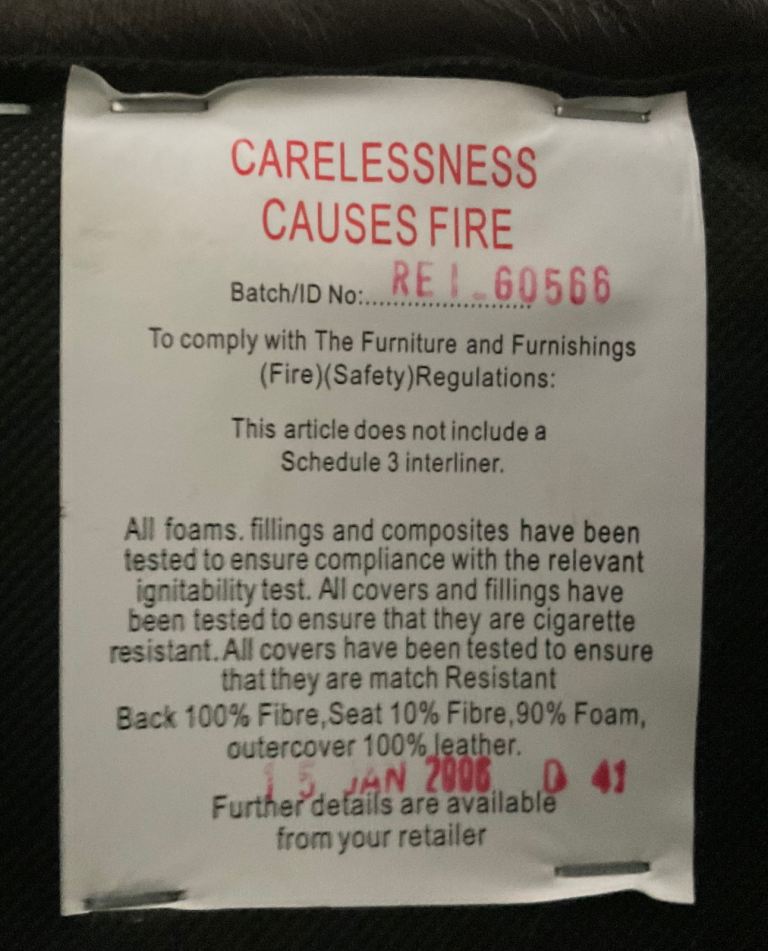 CARELESSNESS
CAUSES FIRE
Batch/ID No:.................... REI-60566
To comply with The Furniture and Furnishings
(Fire)(Safety)Regulations:
This article does not include a
Schedule 3 interliner.
All foams. fillings and composites have been
tested to ensure compliance with the relevant
ignitability test. All covers and fillings have
been tested to ensure that they are cigarette
resistant. All covers have been tested to ensure
that they are match Resistant
Back 100% Fibre,Seat 10% Fibre,90% Foam,
outercover 100% leather.
15 JAN 2006 D 41
Further details are available
from your retailer